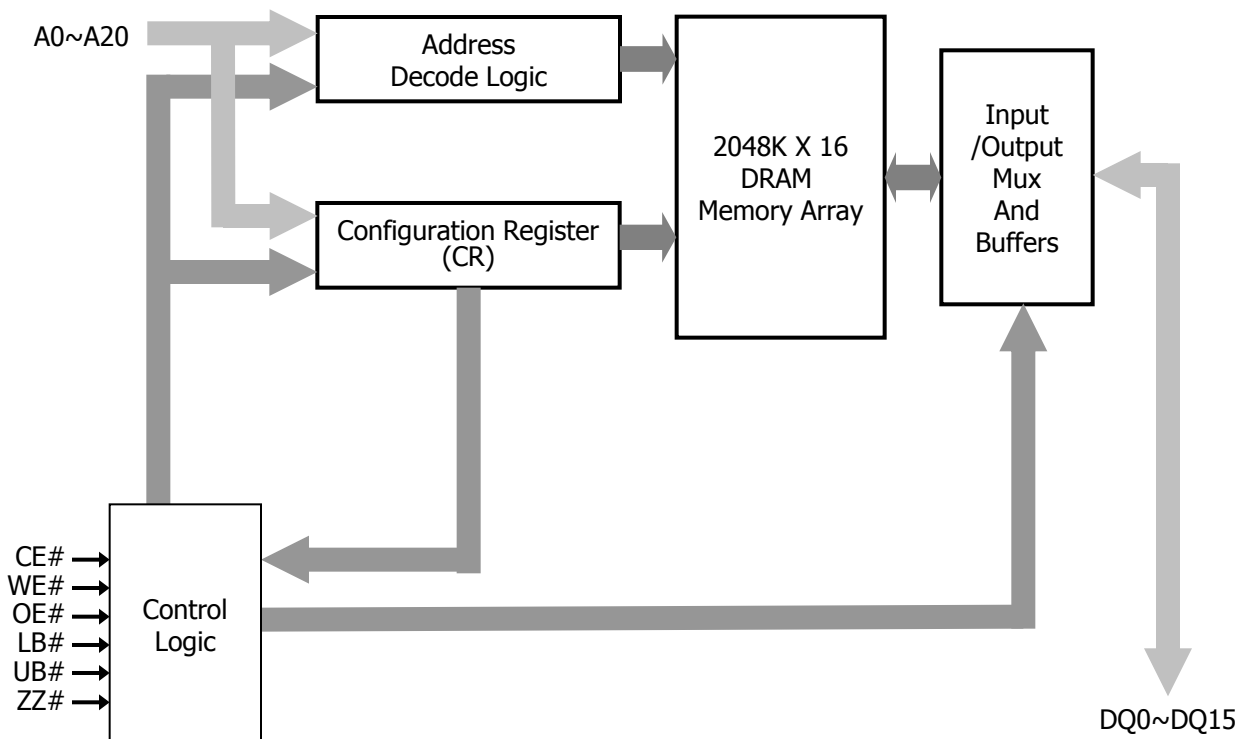 A0~A20
Address
Decode Logic
Configuration Register
(CR)
2048K X 16
DRAM
Memory Array
Input
/Output
Mux
And
Buffers
CE#
WE#
OE#
LB#
UB#
ZZ#
Control
Logic
DQ0~DQ15